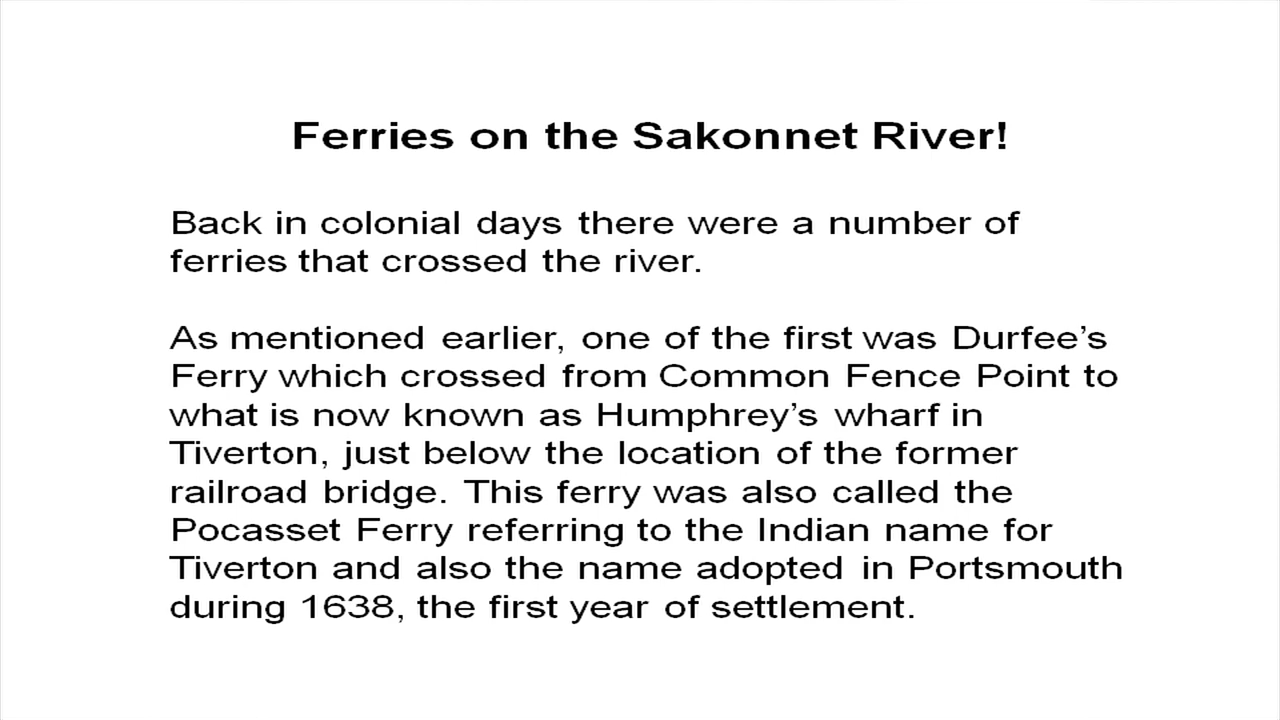 Ferries on the Sakonnet River!
Back in colonial days there were a number of
ferries that crossed the river.
As mentioned earlier, one of the first was Durfee’s
Ferry which crossed from Common Fence Point to
what is now known as Humphrey’s wharf in
Tiverton, just below the location of the former
railroad bridge. This ferry was also called the
Pocasset Ferry referring to the Indian name for
Tiverton and also the name adopted in Portsmouth
during 1638, the first year of settlement.